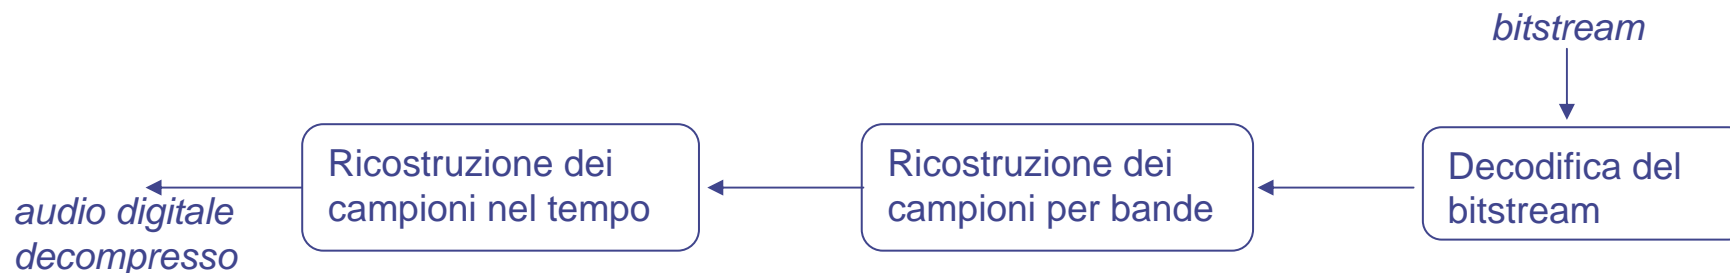 bitstream
Ricostruzione dei
campioni nel tempo
Ricostruzione dei
campioni per bande
Decodifica del
bitstream
audio digitale
decompresso